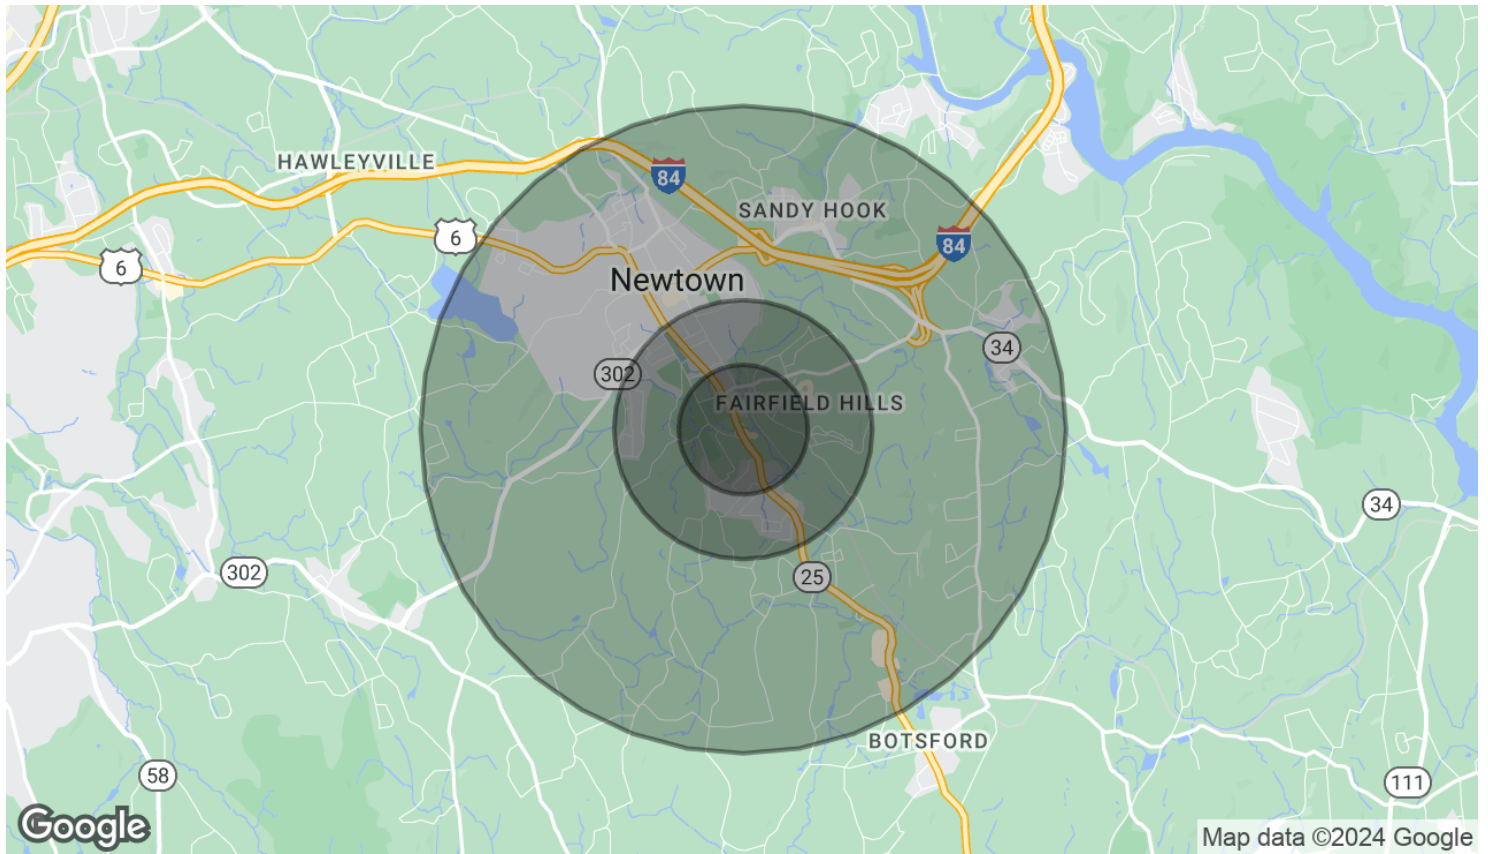 HAWLEYVILLE
84
SANDY HOOK
6
84
6
Newtown
34
302
FAIRFIELD HILLS
34
302
25
BOTSFORD
58
111
Google
Map data ©2024 Google